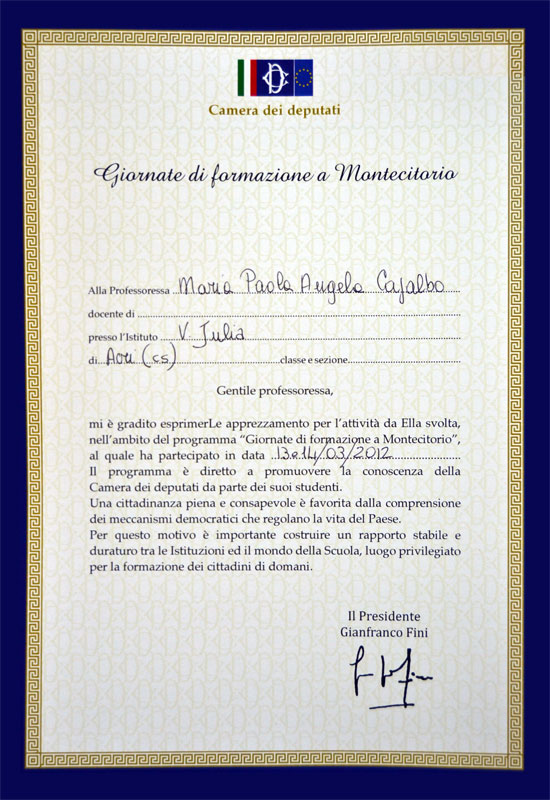 Camera dei deputati
Giornate di formazione a Montecitorio
Alla Professoressa Maria Paola Angela Cafalbo
docente di
presso l'Istituto V. Julia
di Acri (cs) classe e sezione
Gentile professoressa,
mi è gradito esprimerLe apprezzamento per l'attività da Ella svolta,
nell'ambito del programma “Giornate di formazione a Montecitorio”,
al quale ha partecipato in data 13 e 14/03/2012
Il programma è diretto a promuovere la conoscenza della
Camera dei deputati da parte dei suoi studenti.
Una cittadinanza piena e consapevole è favorita dalla comprensione
dei meccanismi democratici che regolano la vita del Paese.
Per questo motivo è importante costruire un rapporto stabile e
duraturo tra le Istituzioni ed il mondo della Scuola, luogo privilegiato
per la formazione dei cittadini di domani.
Il Presidente
Gianfranco Fini